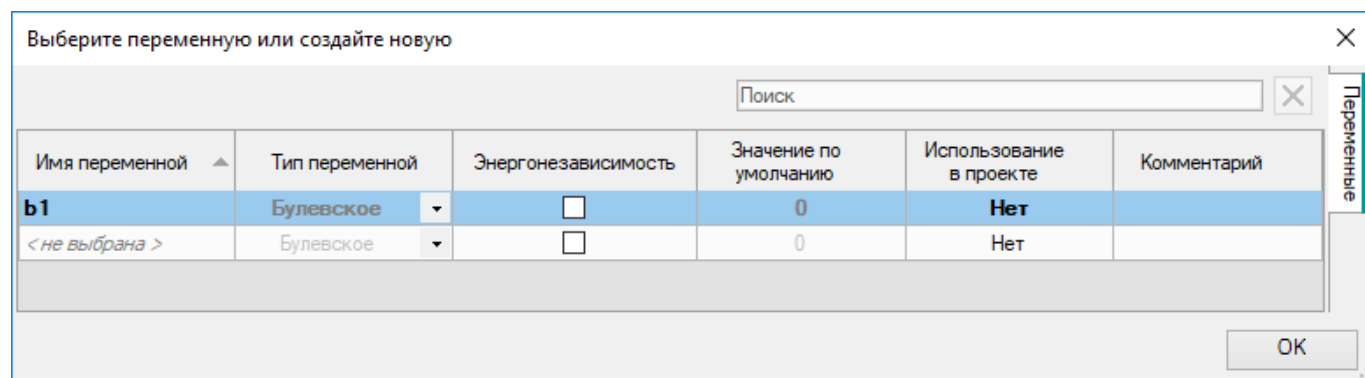 Выберите переменную или создайте новую
Поиск
Переменные
Имя переменной
Тип переменной
Энергонезависимость
Значение по
умолчанию
Использование
в проекте
Комментарий
b1
Булевское
0
Нет
<не выбрана>
Булевское
0
Нет
OK